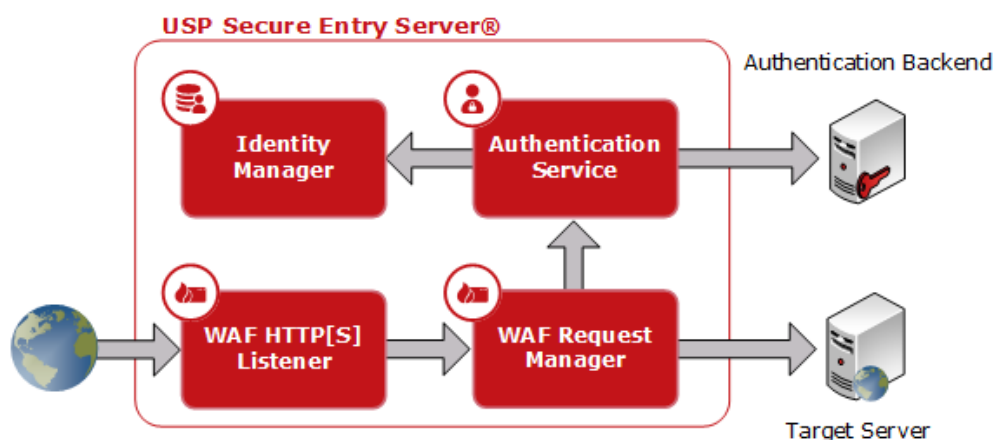 USP Secure Entry Server®
Authentication Backend
Identity
Manager
Authentication
Service
WAF HTTP[S]
Listener
WAF Request
Manager
Target Server